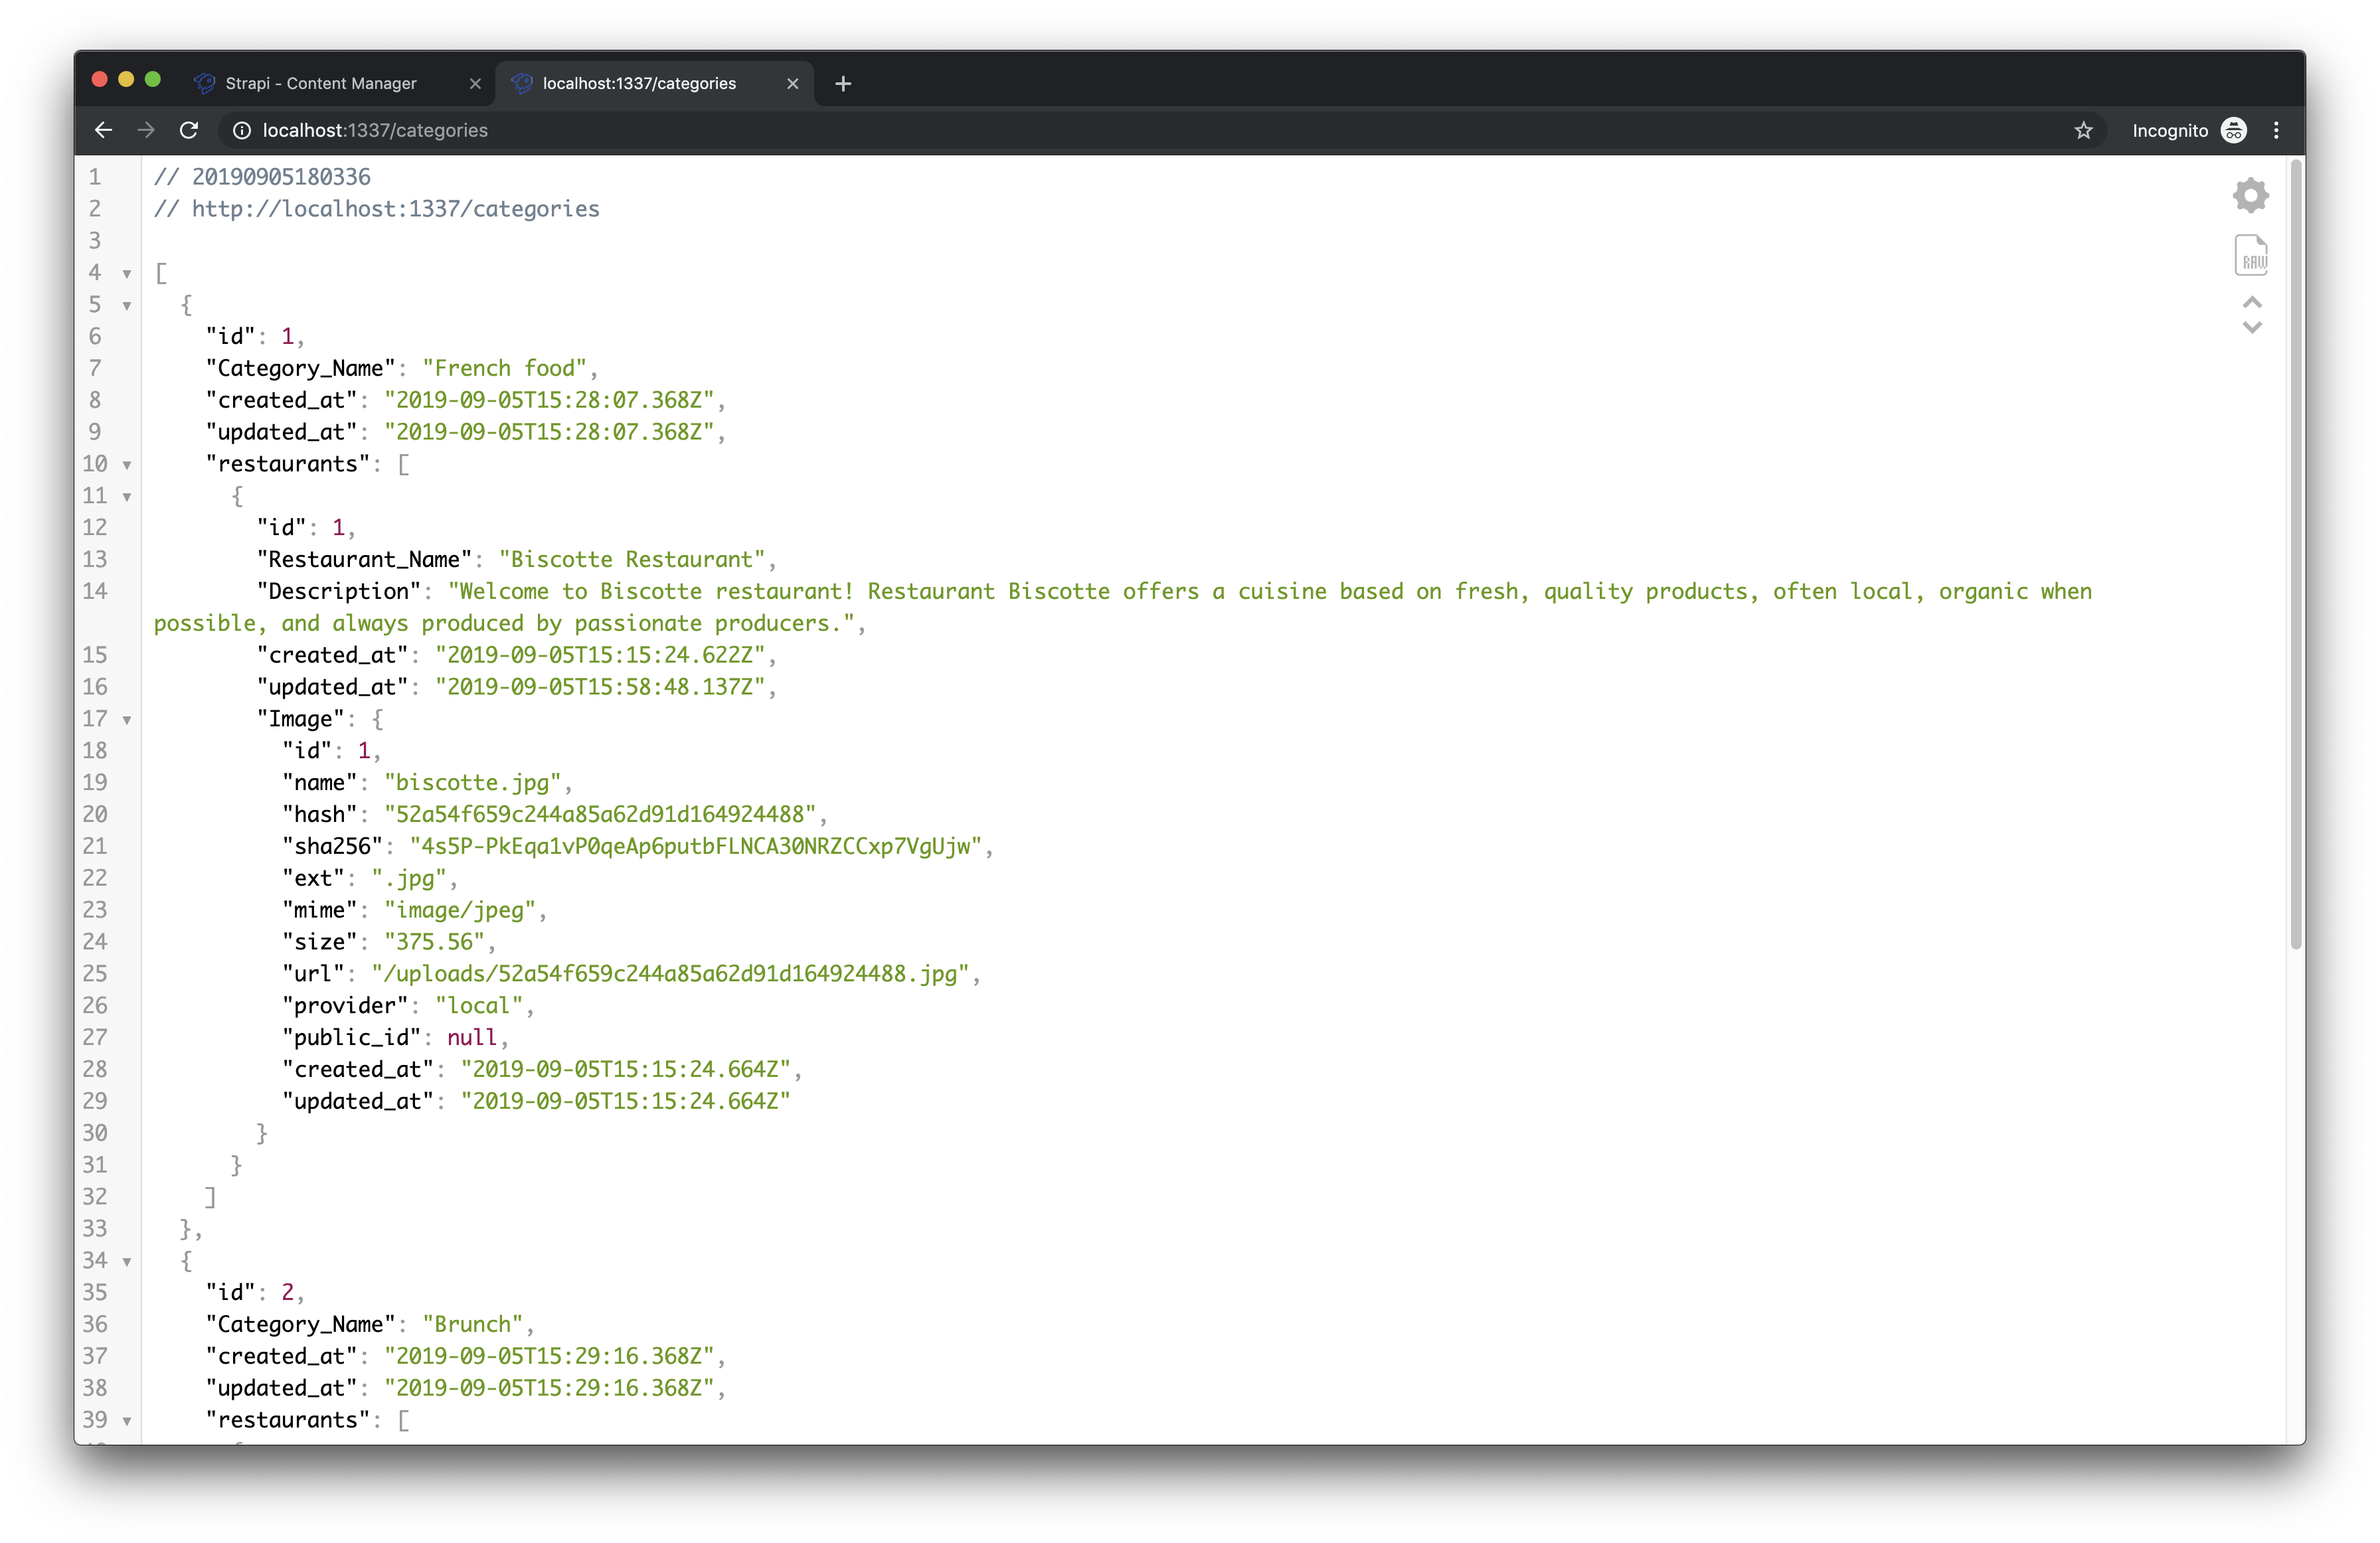 Strapi - Content Manager
localhost:1337/categories
localhost:1337/categories
Incognito
1 // 20190905180336
2 // http://localhost:1337/categories
3
4 [
5 {
6 "id": 1,
7 "Category_Name": "French food",
8 "created_at": "2019-09-05T15:28:07.368Z",
9 "updated_at": "2019-09-05T15:28:07.368Z",
10 "restaurants": [
11 {
12 "id": 1,
13 "Restaurant_Name": "Biscotte Restaurant",
14 "Description": "Welcome to Biscotte restaurant! Restaurant Biscotte offers a cuisine based on fresh, quality products, often local, organic when
possible, and always produced by passionate producers.",
15 "created_at": "2019-09-05T15:15:24.622Z",
16 "updated_at": "2019-09-05T15:58:48.137Z",
17 "Image": {
18 "id": 1,
19 "name": "biscotte.jpg",
20 "hash": "52a54f659c244a85a62d91d164924488",
21 "sha256": "4s5P-PkEqa1vP0qeAp6putbFLNCA30NRZCCxp7VgUjw",
22 "ext": ".jpg",
23 "mime": "image/jpeg",
24 "size": "375.56",
25 "url": "/uploads/52a54f659c244a85a62d91d164924488.jpg",
26 "provider": "local",
27 "public_id": null,
28 "created_at": "2019-09-05T15:15:24.664Z",
29 "updated_at": "2019-09-05T15:15:24.664Z"
30 }
31 }
32 ]
33 },
34 {
35 "id": 2,
36 "Category_Name": "Brunch",
37 "created_at": "2019-09-05T15:29:16.368Z",
38 "updated_at": "2019-09-05T15:29:16.368Z",
39 "restaurants": [
RAW